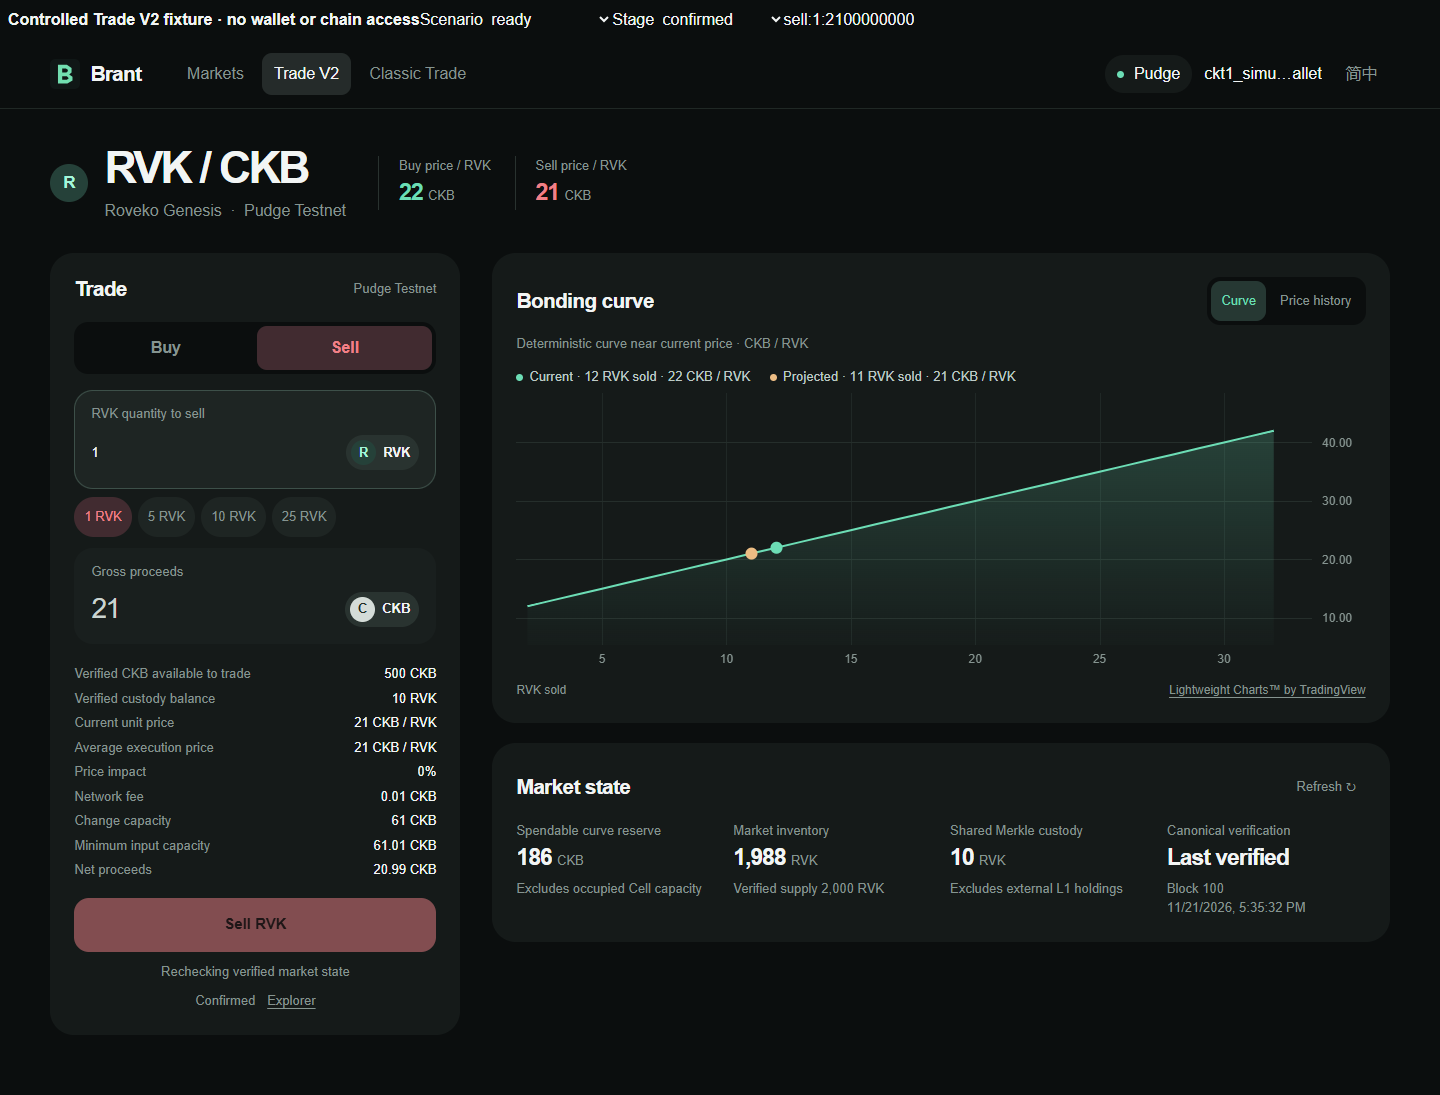 Controlled Trade V2 fixture · no wallet or chain access Scenario ready Stage confirmed sell:1:2100000000
B Brant Markets Trade V2 Classic Trade Pudge ckt1_simu...allet 简中
R RVK / CKB
Roveko Genesis · Pudge Testnet
Buy price / RVK
22 CKB
Sell price / RVK
21 CKB
Trade Pudge Testnet
Buy Sell
RVK quantity to sell
1 R RVK
1 RVK 5 RVK 10 RVK 25 RVK
Gross proceeds
21 C CKB
Verified CKB available to trade 500 CKB
Verified custody balance 10 RVK
Current unit price 21 CKB / RVK
Average execution price 21 CKB / RVK
Price impact 0%
Network fee 0.01 CKB
Change capacity 61 CKB
Minimum input capacity 61.01 CKB
Net proceeds 20.99 CKB
Sell RVK
Rechecking verified market state
Confirmed Explorer
Bonding curve Curve Price history
Deterministic curve near current price · CKB / RVK
Current · 12 RVK sold · 22 CKB / RVK Projected · 11 RVK sold · 21 CKB / RVK
40.00
30.00
20.00
10.00
5 10 15 20 25 30
RVK sold Lightweight Charts™ by TradingView
Market state Refresh ↻
Spendable curve reserve
186 CKB
Excludes occupied Cell capacity
Market inventory
1,988 RVK
Verified supply 2,000 RVK
Shared Merkle custody
10 RVK
Excludes external L1 holdings
Canonical verification
Last verified
Block 100
11/21/2026, 5:35:32 PM